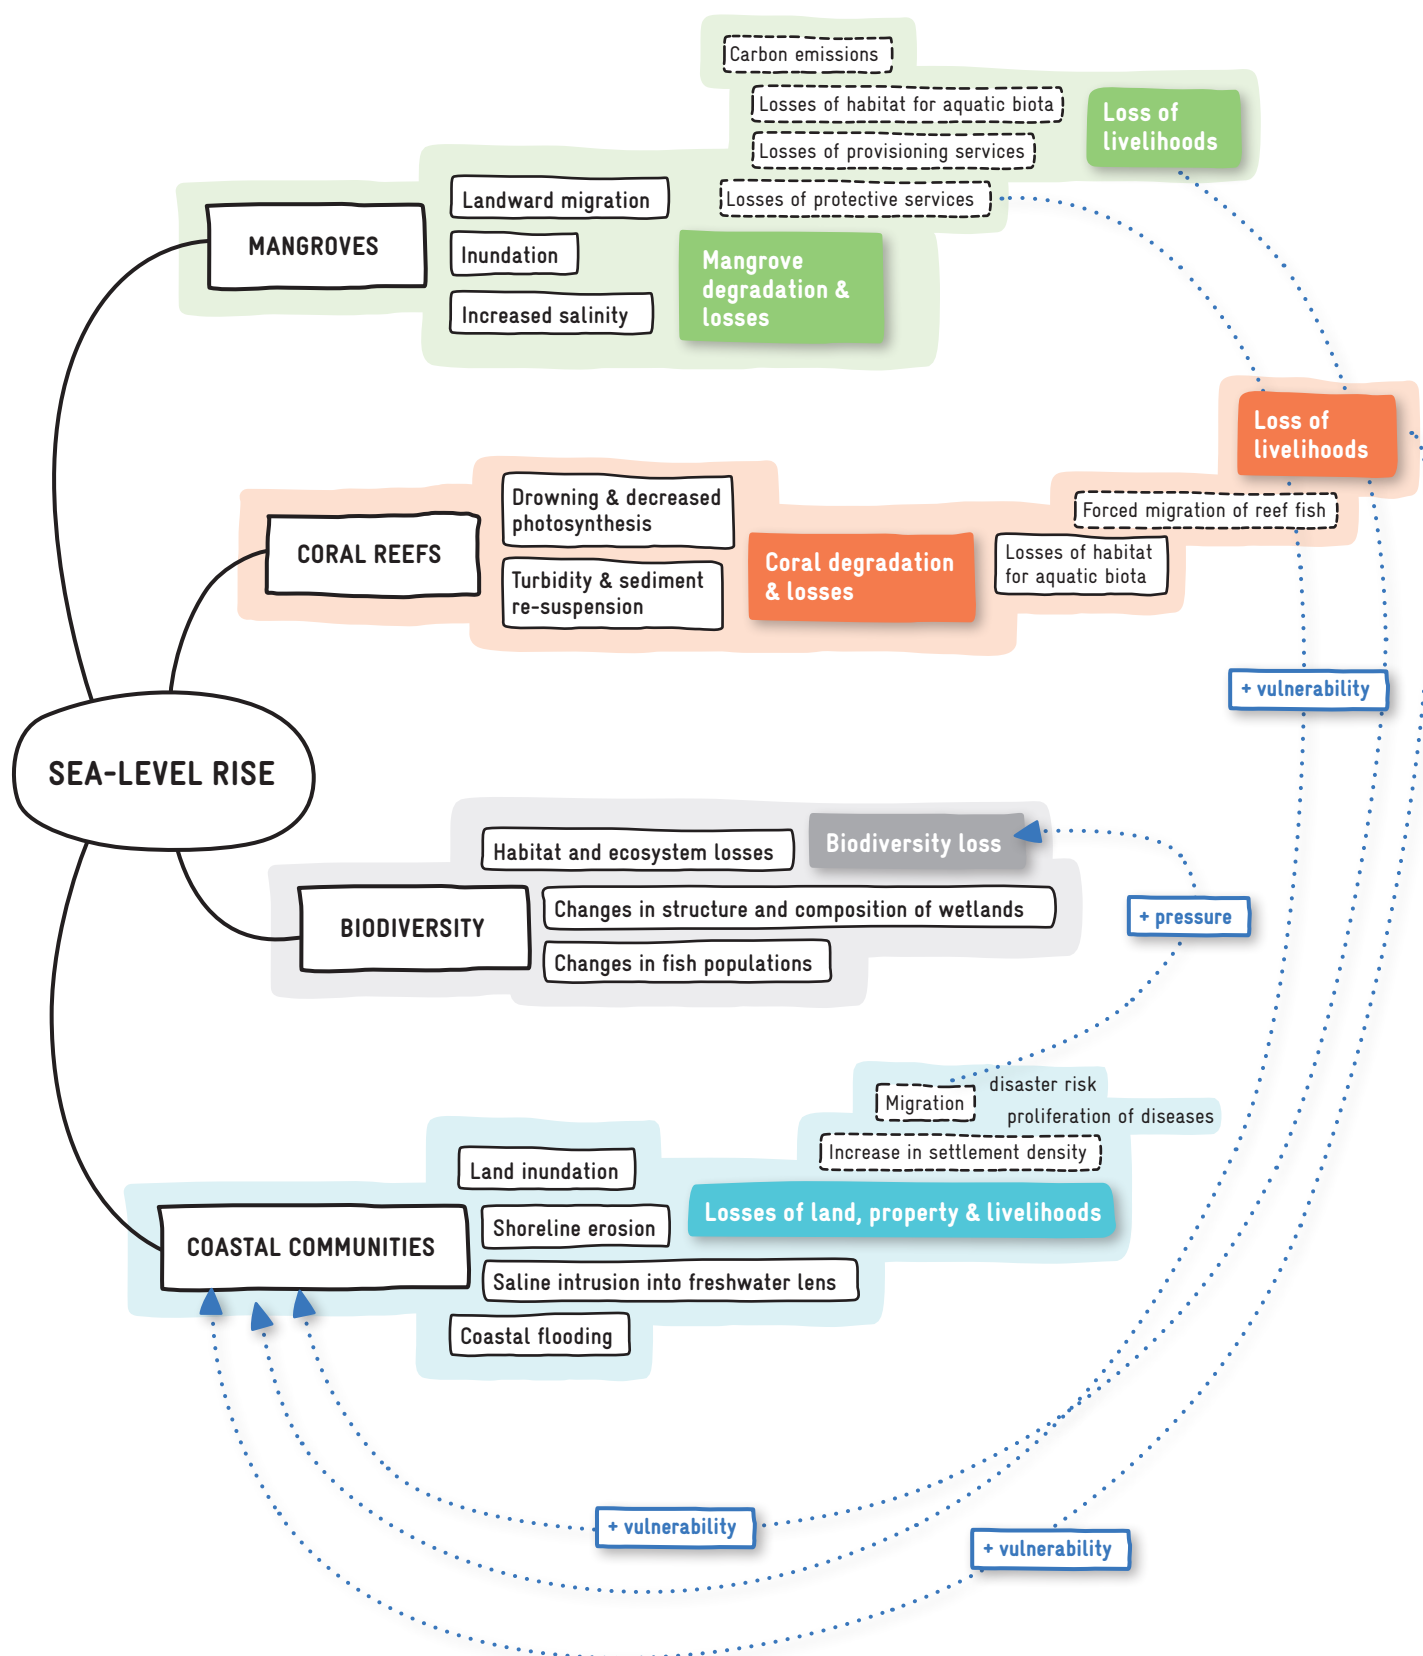 Carbon emissions
Losses of habitat for aquatic biota
Losses of provisioning services
Losses of protective services
Loss of
livelihoods
Landward migration
Inundation
Increased salinity
MANGROVES
Mangrove
degradation &
losses
Loss of
livelihoods
Forced migration of reef fish
Losses of habitat
for aquatic biota
Drowning & decreased
photosynthesis
Turbidity & sediment
re-suspension
CORAL REEFS
Coral degradation
& losses
+ vulnerability
SEA-LEVEL RISE
Habitat and ecosystem losses
Biodiversity loss
BIODIVERSITY
Changes in structure and composition of wetlands
Changes in fish populations
+ pressure
Migration
disaster risk
proliferation of diseases
Increase in settlement density
Land inundation
Shoreline erosion
Losses of land, property & livelihoods
COASTAL COMMUNITIES
Saline intrusion into freshwater lens
Coastal flooding
+ vulnerability
+ vulnerability